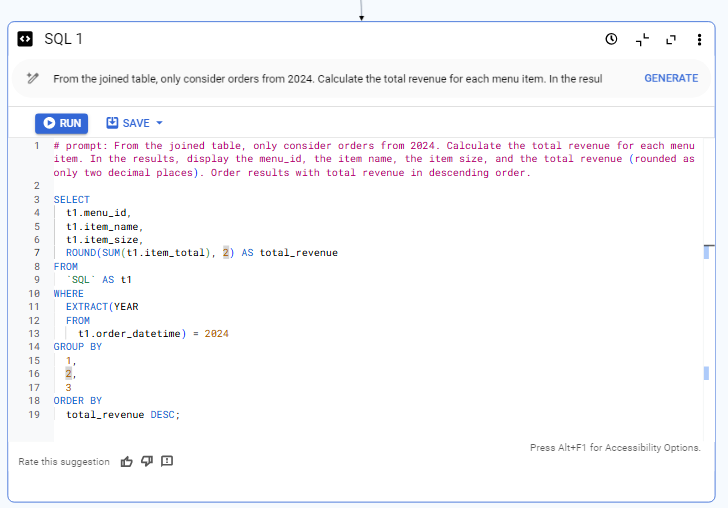 SQL 1
From the joined table, only consider orders from 2024. Calculate the total revenue for each menu item. In the resul GENERATE
RUN SAVE
1 # prompt: From the joined table, only consider orders from 2024. Calculate the total revenue for each menu
item. In the results, display the menu_id, the item name, the item size, and the total revenue (rounded as
only two decimal places). Order results with total revenue in descending order.
2
3 SELECT
4 t1.menu_id,
5 t1.item_name,
6 t1.item_size,
7 ROUND(SUM(t1.item_total), 2) AS total_revenue
8 FROM
9 `SQL` AS t1
10 WHERE
11 EXTRACT(YEAR
12 FROM
13 t1.order_datetime) = 2024
14 GROUP BY
15 1,
16 2,
17 3
18 ORDER BY
19 total_revenue DESC;
Press Alt+F1 for Accessibility Options.
Rate this suggestion